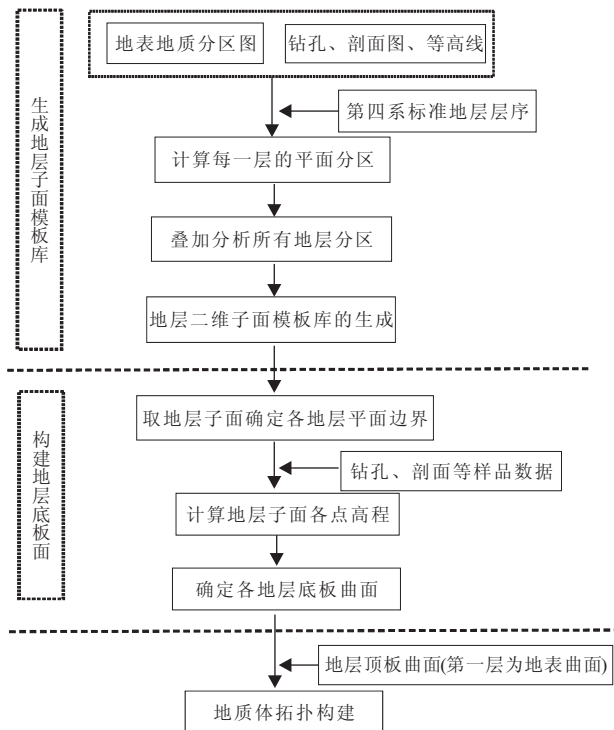 地表地质分区图
钻孔、剖面图、等高线
第四系标准地层层序
生成地层子面模板库
计算每一层的平面分区
叠加分析所有地层分区
地层二维子面模板库的生成
取地层子面确定各地层平面边界
钻孔、剖面等样品数据
构建地层底板面
计算地层子面各点高程
确定各地层底板曲面
地层顶板曲面(第一层为地表曲面)
地质体拓扑构建